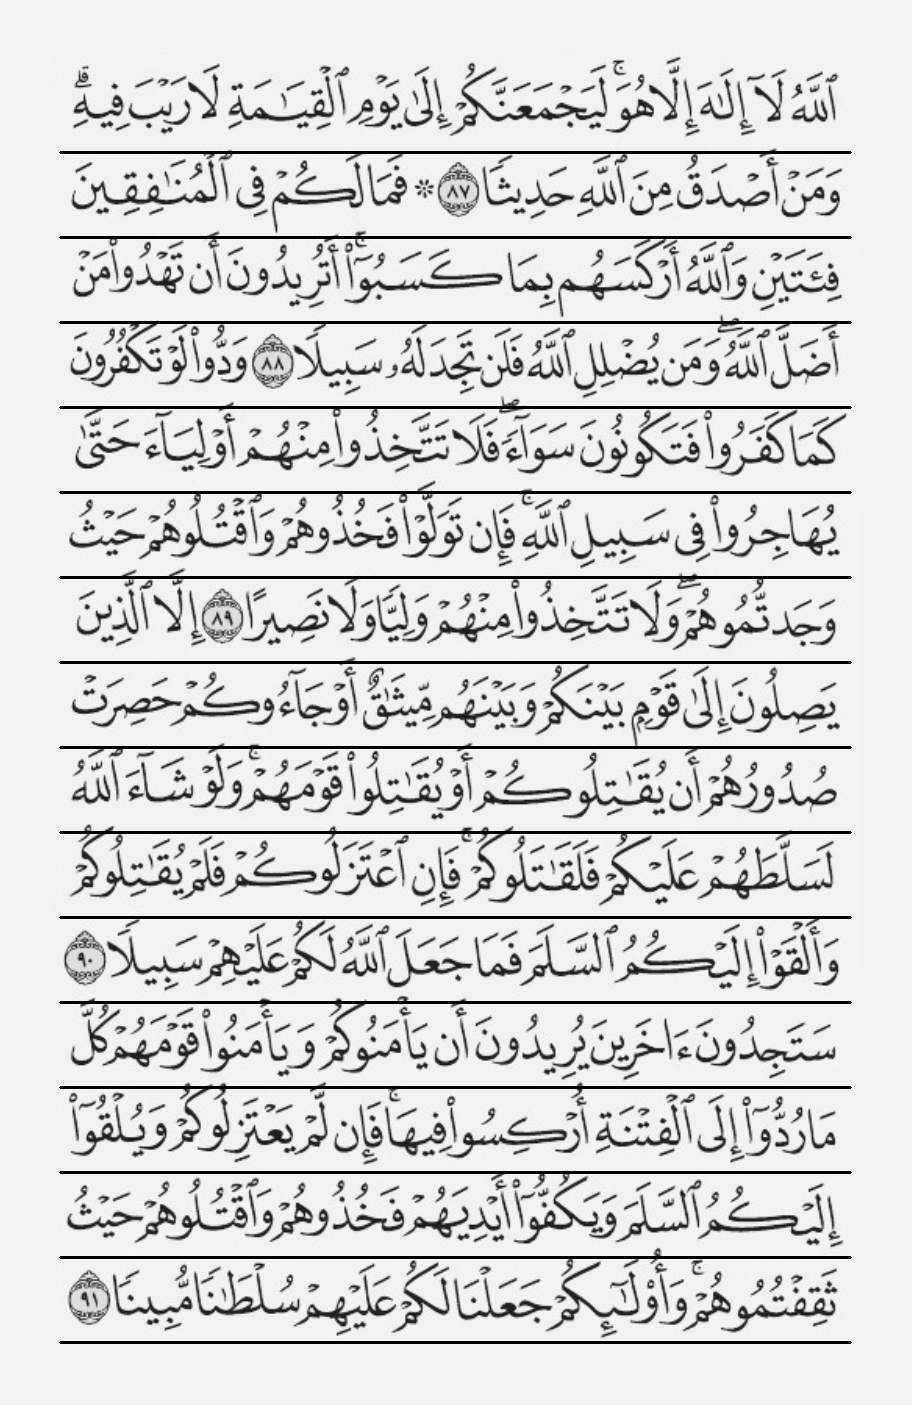 ٱللَّهُ لَآ إِلَٰهَ إِلَّا هُوَۚ لَيَجْمَعَنَّكُمْ إِلَىٰ يَوْمِ ٱلْقِيَٰمَةِ لَا رَيْبَ فِيهِۗ
وَمَنْ أَصْدَقُ مِنَ ٱللَّهِ حَدِيثًا ٨٧ ۞ فَمَا لَكُمْ فِى ٱلْمُنَٰفِقِينَ
فِئَتَيْنِ وَٱللَّهُ أَرْكَسَهُم بِمَا كَسَبُوٓا۟ۚ أَتُرِيدُونَ أَن تَهْدُوا۟ مَنْ
أَضَلَّ ٱللَّهُۖ وَمَن يُضْلِلِ ٱللَّهُ فَلَن تَجِدَ لَهُۥ سَبِيلًا ٨٨ وَدُّوا۟ لَوْ تَكْفُرُونَ
كَمَا كَفَرُوا۟ فَتَكُونُونَ سَوَآءًۖ فَلَا تَتَّخِذُوا۟ مِنْهُمْ أَوْلِيَآءَ حَتَّىٰ
يُهَاجِرُوا۟ فِى سَبِيلِ ٱللَّهِۚ فَإِن تَوَلَّوْا۟ فَخُذُوهُمْ وَٱقْتُلُوهُمْ حَيْثُ
وَجَدتُّمُوهُمْۖ وَلَا تَتَّخِذُوا۟ مِنْهُمْ وَلِيًّا وَلَا نَصِيرًا ٨٩ إِلَّا ٱلَّذِينَ
يَصِلُونَ إِلَىٰ قَوْمٍۭ بَيْنَكُمْ وَبَيْنَهُم مِّيثَٰقٌ أَوْ جَآءُوكُمْ حَصِرَتْ
صُدُورُهُمْ أَن يُقَٰتِلُوكُمْ أَوْ يُقَٰتِلُوا۟ قَوْمَهُمْۚ وَلَوْ شَآءَ ٱللَّهُ
لَسَلَّطَهُمْ عَلَيْكُمْ فَلَقَٰتَلُوكُمْۚ فَإِنِ ٱعْتَزَلُوكُمْ فَلَمْ يُقَٰتِلُوكُمْ
وَأَلْقَوْا۟ إِلَيْكُمُ ٱلسَّلَمَ فَمَا جَعَلَ ٱللَّهُ لَكُمْ عَلَيْهِمْ سَبِيلًا ٩٠
سَتَجِدُونَ ءَاخَرِينَ يُرِيدُونَ أَن يَأْمَنُوكُمْ وَيَأْمَنُوا۟ قَوْمَهُمْ كُلَّ
مَا رُدُّوٓا۟ إِلَى ٱلْفِتْنَةِ أُرْكِسُوا۟ فِيهَاۚ فَإِن لَّمْ يَعْتَزِلُوكُمْ وَيُلْقُوٓا۟
إِلَيْكُمُ ٱلسَّلَمَ وَيَكُفُّوٓا۟ أَيْدِيَهُمْ فَخُذُوهُمْ وَٱقْتُلُوهُمْ حَيْثُ
ثَقِفْتُمُوهُمْۚ وَأُو۟لَٰٓئِكُمْ جَعَلْنَا لَكُمْ عَلَيْهِمْ سُلْطَٰنًا مُّبِينًا ٩١